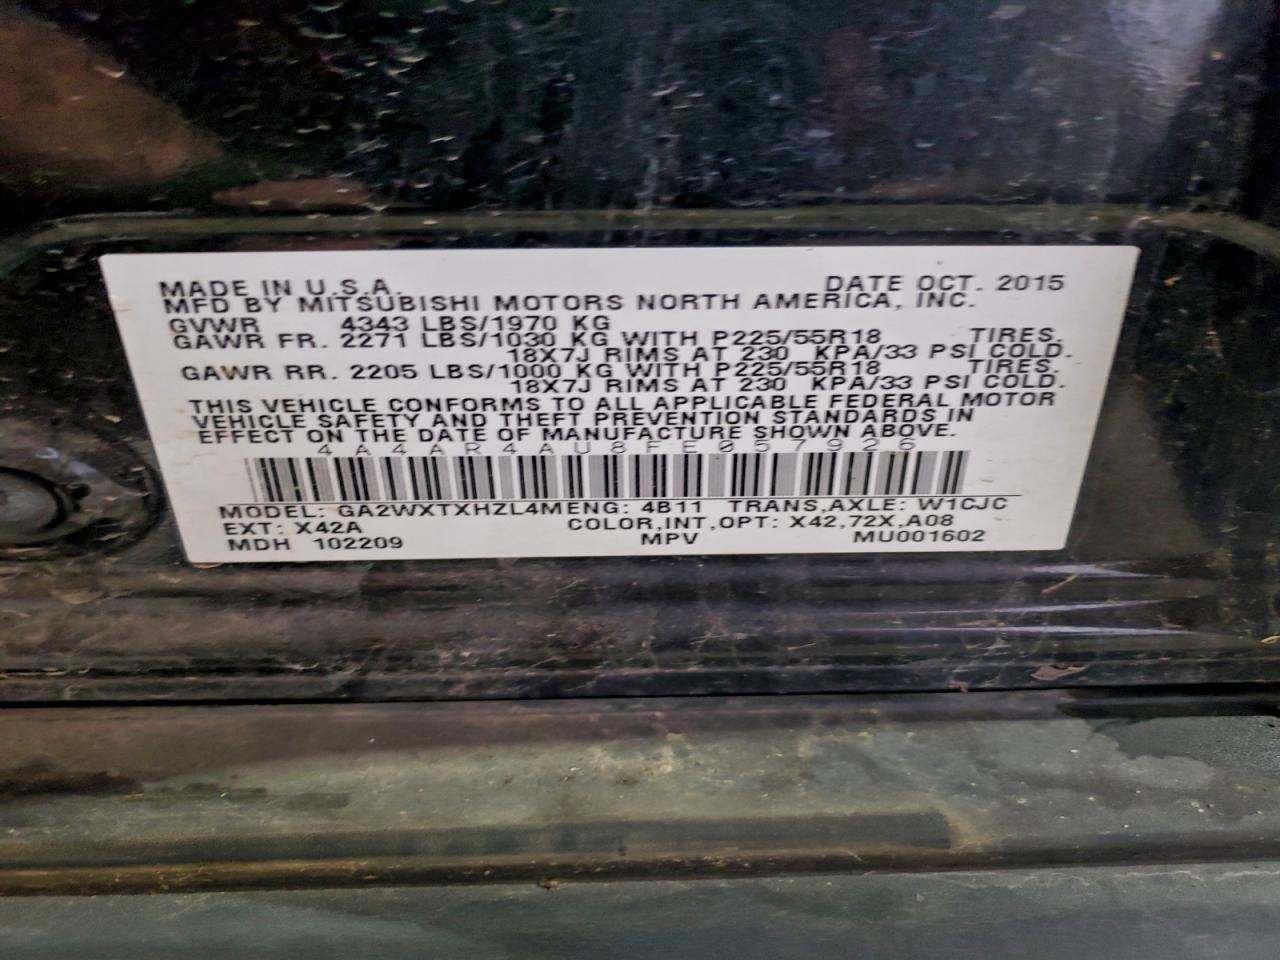 MADE IN U.S.A. DATE OCT. 2015
MFD BY MITSUBISHI MOTORS NORTH AMERICA, INC.
GVWR 4343 LBS/1970 KG
GAWR FR. 2271 LBS/1030 KG WITH P225/55R18 TIRES.
18X7J RIMS AT 230 KPA/33 PSI COLD.
GAWR RR. 2205 LBS/1000 KG WITH P225/55R18 TIRES.
18X7J RIMS AT 230 KPA/33 PSI COLD.
THIS VEHICLE CONFORMS TO ALL APPLICABLE FEDERAL MOTOR
VEHICLE SAFETY AND THEFT PREVENTION STANDARDS IN
EFFECT ON THE DATE OF MANUFACTURE SHOWN ABOVE.
4A4AR4AU8FE057926
MODEL: GA2WXTXHZL4M ENG: 4B11 TRANS,AXLE: W1CJC
EXT: X42A COLOR,INT,OPT: X42,72X,A08
MDH 102209 MPV MU001602